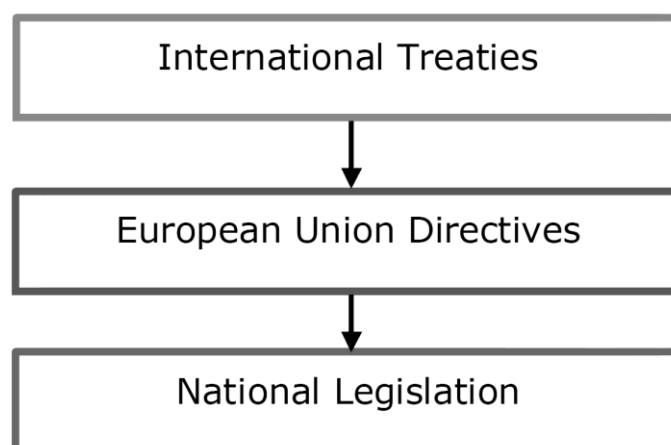 International Treaties
European Union Directives
National Legislation